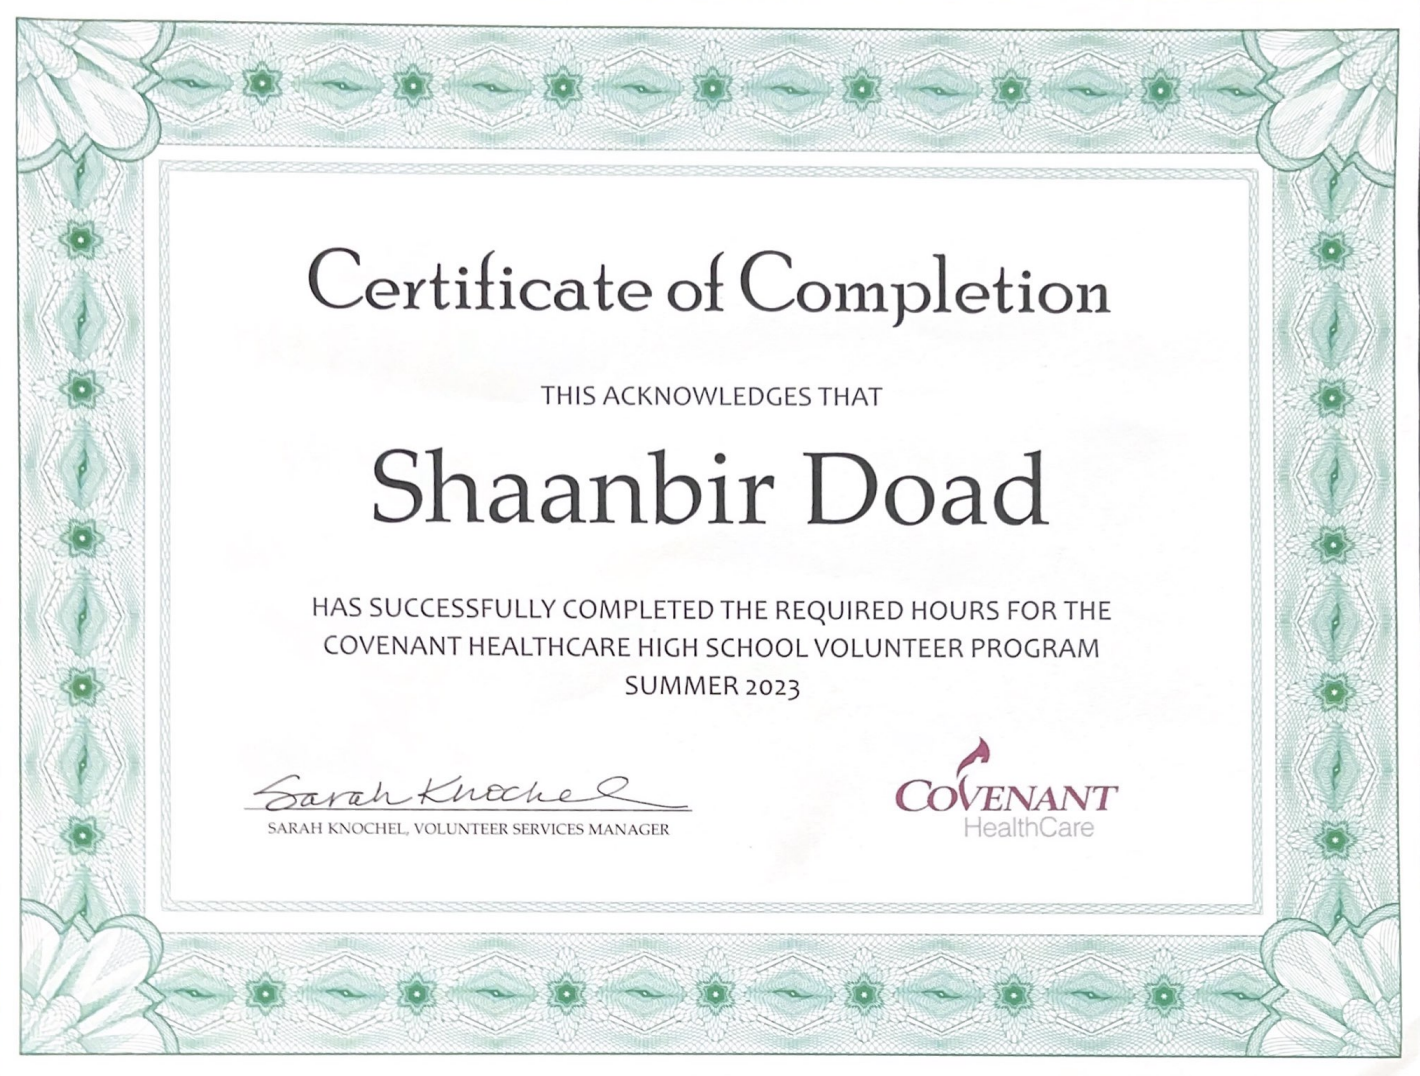 Certificate of Completion
THIS ACKNOWLEDGES THAT
Shaanbir Doad
HAS SUCCESSFULLY COMPLETED THE REQUIRED HOURS FOR THE
COVENANT HEALTHCARE HIGH SCHOOL VOLUNTEER PROGRAM
SUMMER 2023
Sarah Knochel
SARAH KNOCHEL, VOLUNTEER SERVICES MANAGER
COVENANT
HealthCare